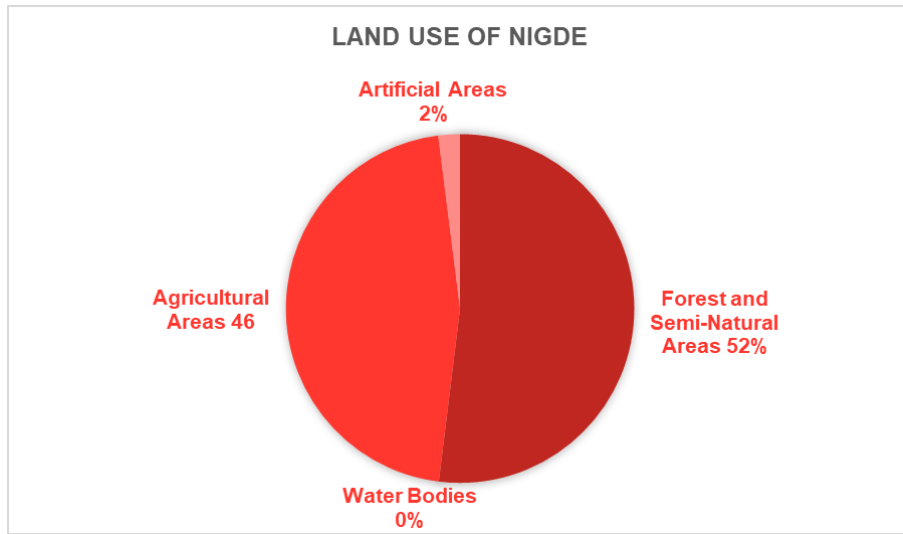 LAND USE OF NIGDE
Artificial Areas
2%
Agricultural
Areas 46
Forest and
Semi-Natural
Areas 52%
Water Bodies
0%